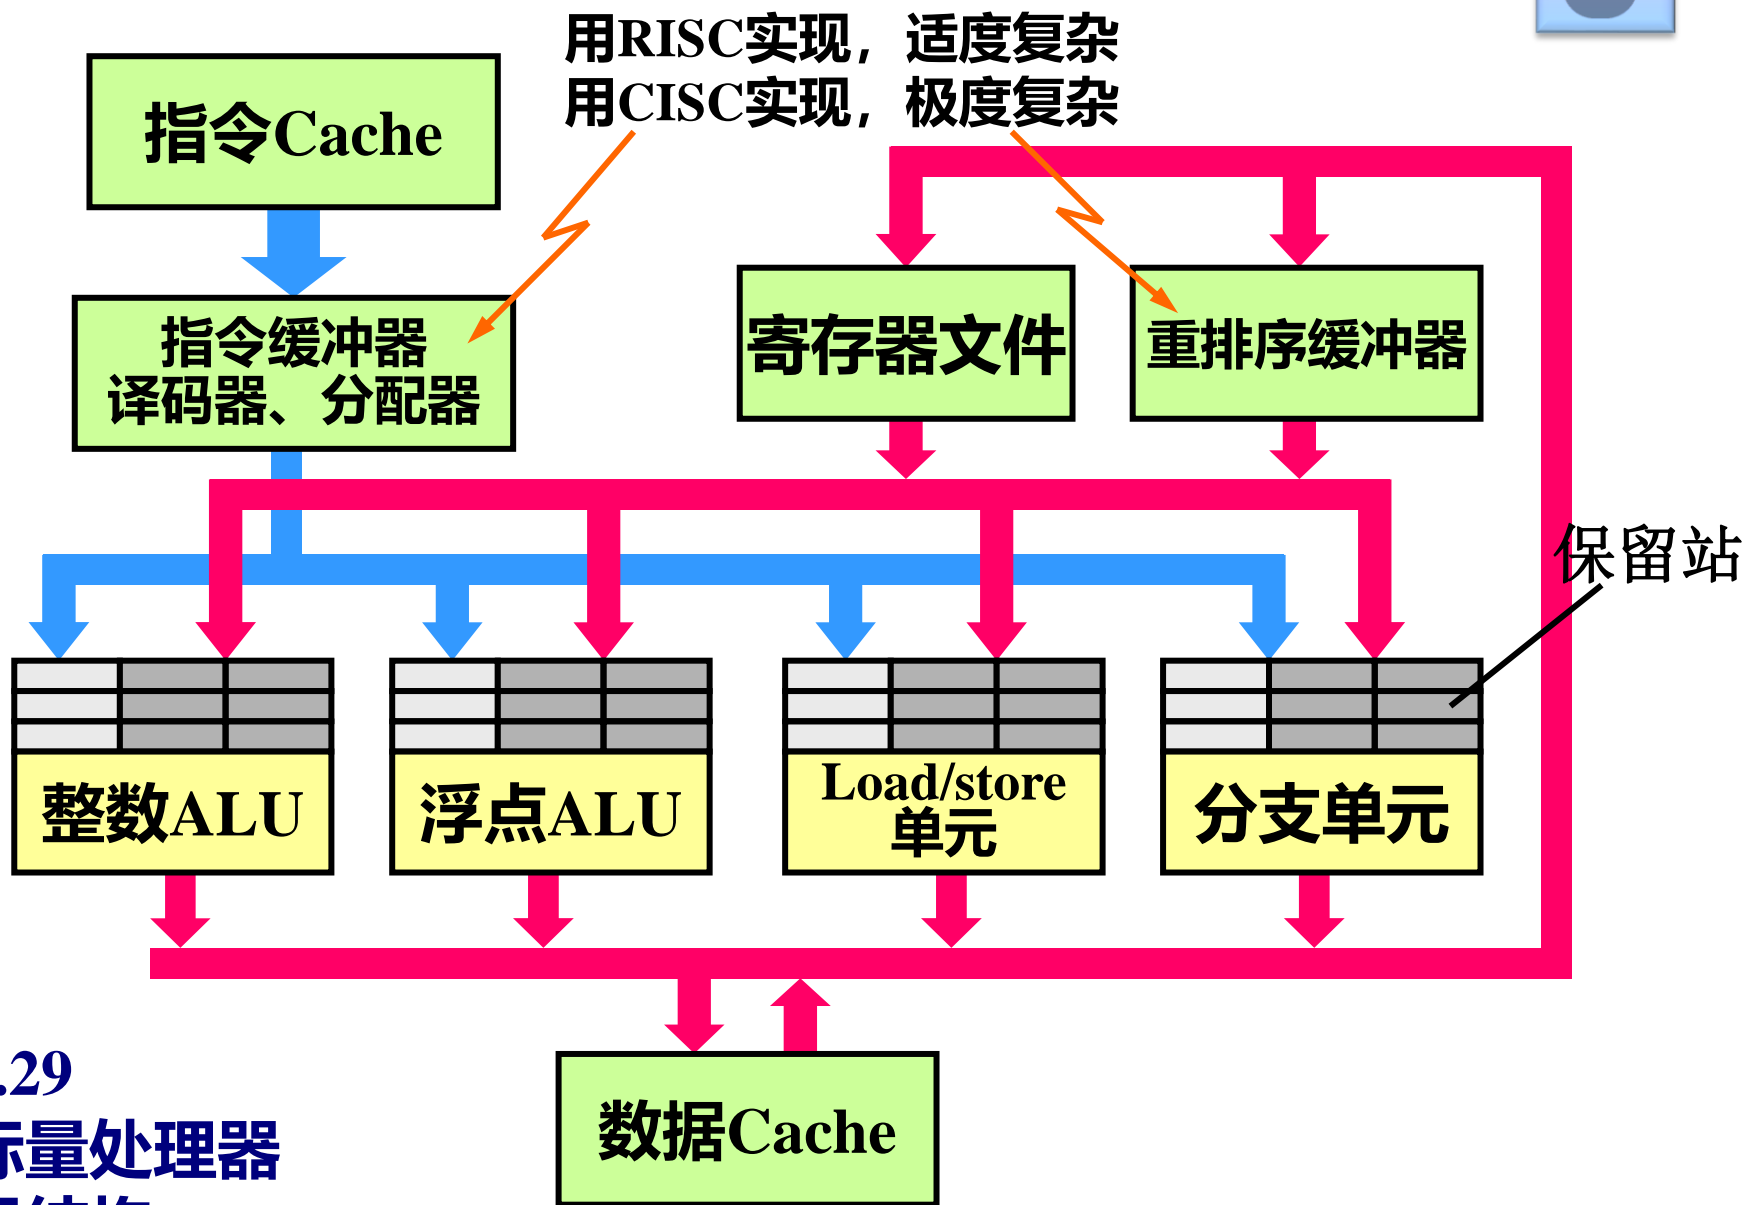 用RISC实现，适度复杂
用CISC实现，极度复杂
指令Cache
指令缓冲器
译码器、分配器
寄存器文件
重排序缓冲器
保留站
整数ALU
浮点ALU
Load/store
单元
分支单元
数据Cache
.29
标量处理器
结构